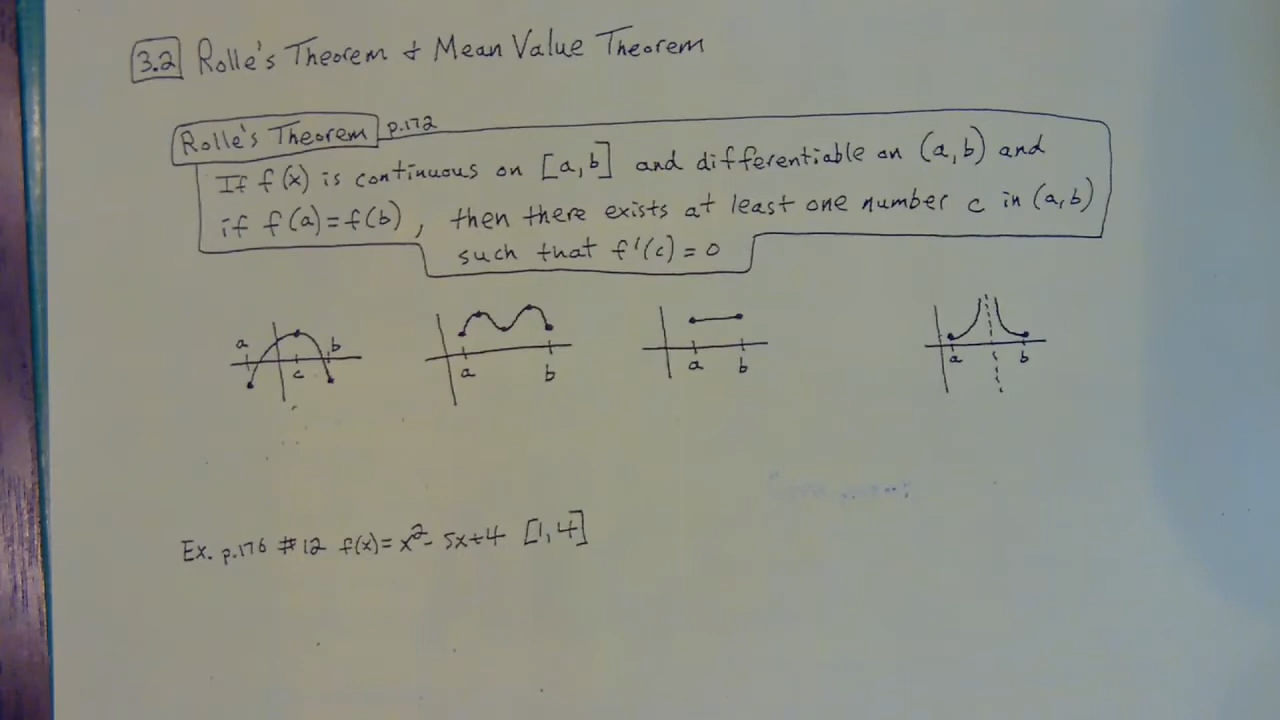 3.2 Rolle's Theorem & Mean Value Theorem
Rolle's Theorem p.172
If f(x) is continuous on [a,b] and differentiable on (a,b) and
if f(a)=f(b), then there exists at least one number c in (a,b)
such that f'(c)=0
a c b
a b
a b
a b
Ex. p.176 #12 f(x)=x²-5x+4 [1,4]